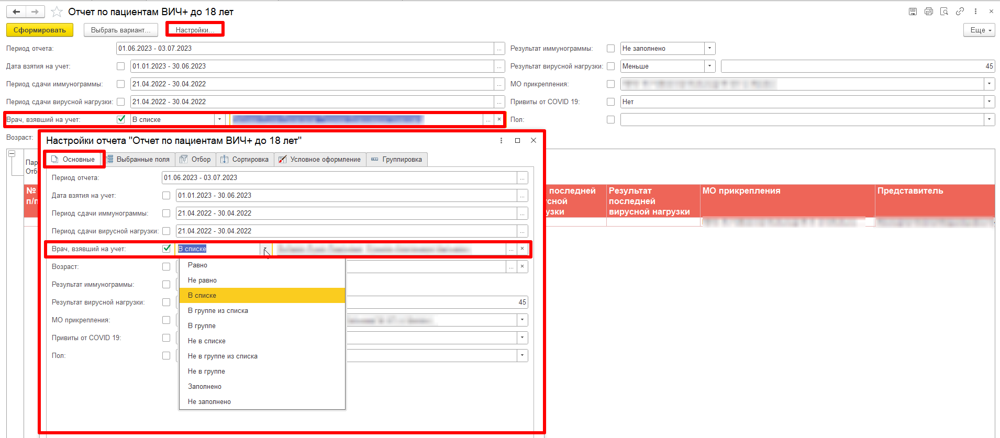 Отчет по пациентам ВИЧ+ до 18 лет
Сформировать
Выбрать вариант...
Настройки...
Еще
Период отчета:
01.06.2023 - 03.07.2023
...
Результат иммунограммы:
Не заполнено
Дата взятия на учет:
01.01.2023 - 30.06.2023
...
Результат вирусной нагрузки:
Меньше
45
Период сдачи иммунограммы:
21.04.2022 - 30.04.2022
...
МО прикрепления:
Период сдачи вирусной нагрузки:
21.04.2022 - 30.04.2022
...
Привиты от COVID 19:
Нет
Врач, взявший на учет:
В списке
...
Пол:
Возраст:
Настройки отчета "Отчет по пациентам ВИЧ+ до 18 лет"
Основные
Выбранные поля
Отбор
Сортировка
Условное оформление
Группировка
Период отчета:
01.06.2023 - 03.07.2023
...
Дата взятия на учет:
01.01.2023 - 30.06.2023
...
Период сдачи иммунограммы:
21.04.2022 - 30.04.2022
...
Период сдачи вирусной нагрузки:
21.04.2022 - 30.04.2022
...
Врач, взявший на учет:
В списке
...
Возраст:
...
Результат иммунограммы:
Результат вирусной нагрузки:
45
МО прикрепления:
Привиты от COVID 19:
Пол:
Равно
Не равно
В списке
В группе из списка
В группе
Не в списке
Не в группе из списка
Не в группе
Заполнено
Не заполнено
Пар
Отб
№
п/п
последней
сной
узки
Результат
последней
вирусной нагрузки
МО прикрепления
Представитель